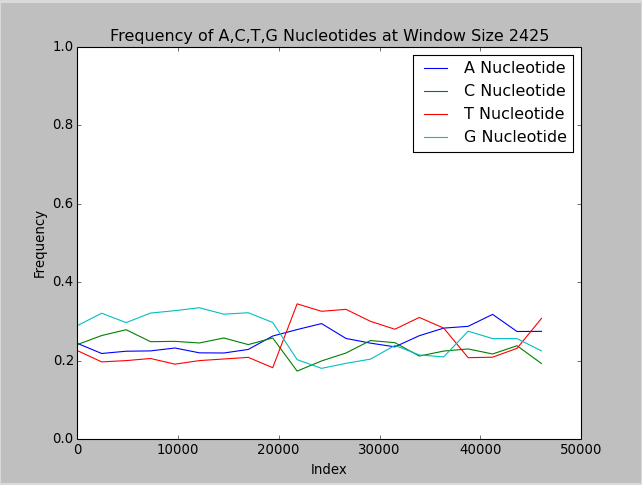 Frequency of A,C,T,G Nucleotides at Window Size 2425
1.0
A Nucleotide
C Nucleotide
T Nucleotide
G Nucleotide
0.8
0.6
Frequency
0.4
0.2
0.0
0 10000 20000 30000 40000 50000
Index